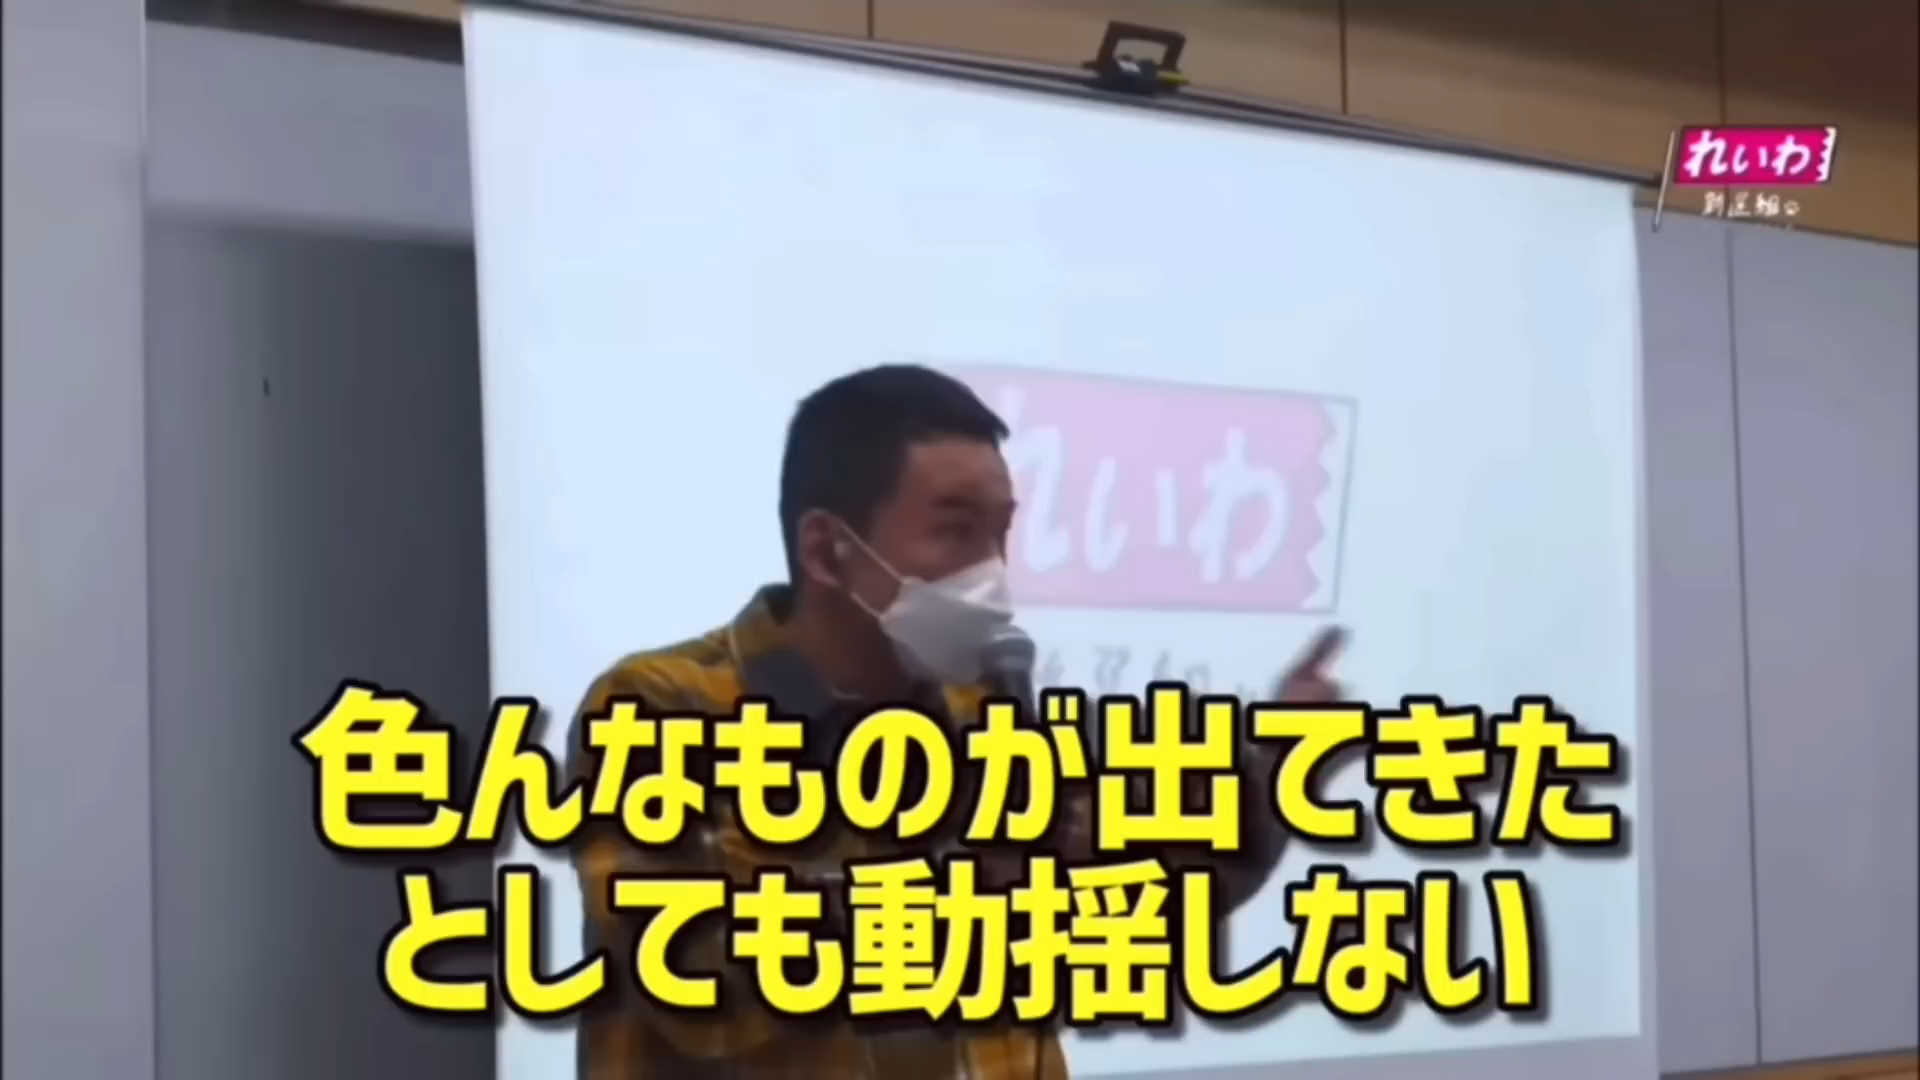 れいわ
れいわ
色んなものが出てきた
としても動揺しない